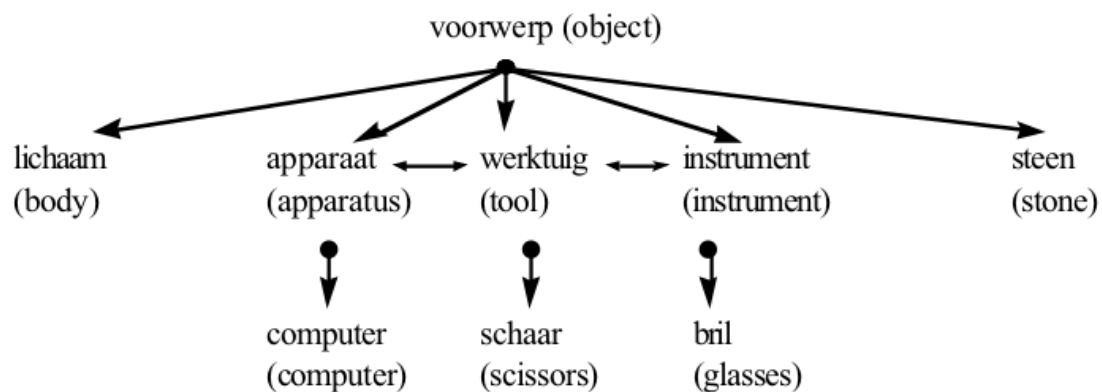 voorwerp (object)
lichaam apparaat werktuig instrument steen
(body) (apparatus) (tool) (instrument) (stone)
computer schaar bril
(computer) (scissors) (glasses)